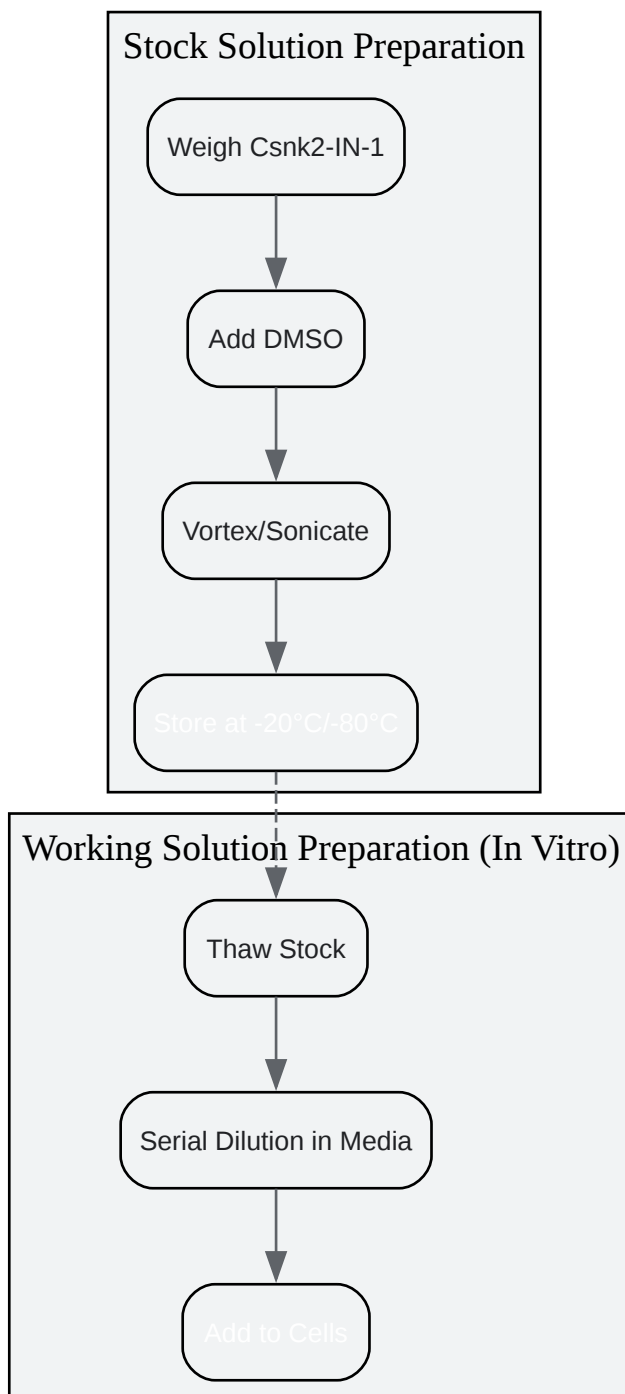 Stock Solution Preparation
Weigh Csnk2-IN-1
Add DMSO
Vortex/Sonicate
Store at -20°C/-80°C
Working Solution Preparation (In Vitro)
Thaw Stock
Serial Dilution in Media
Add to Cells